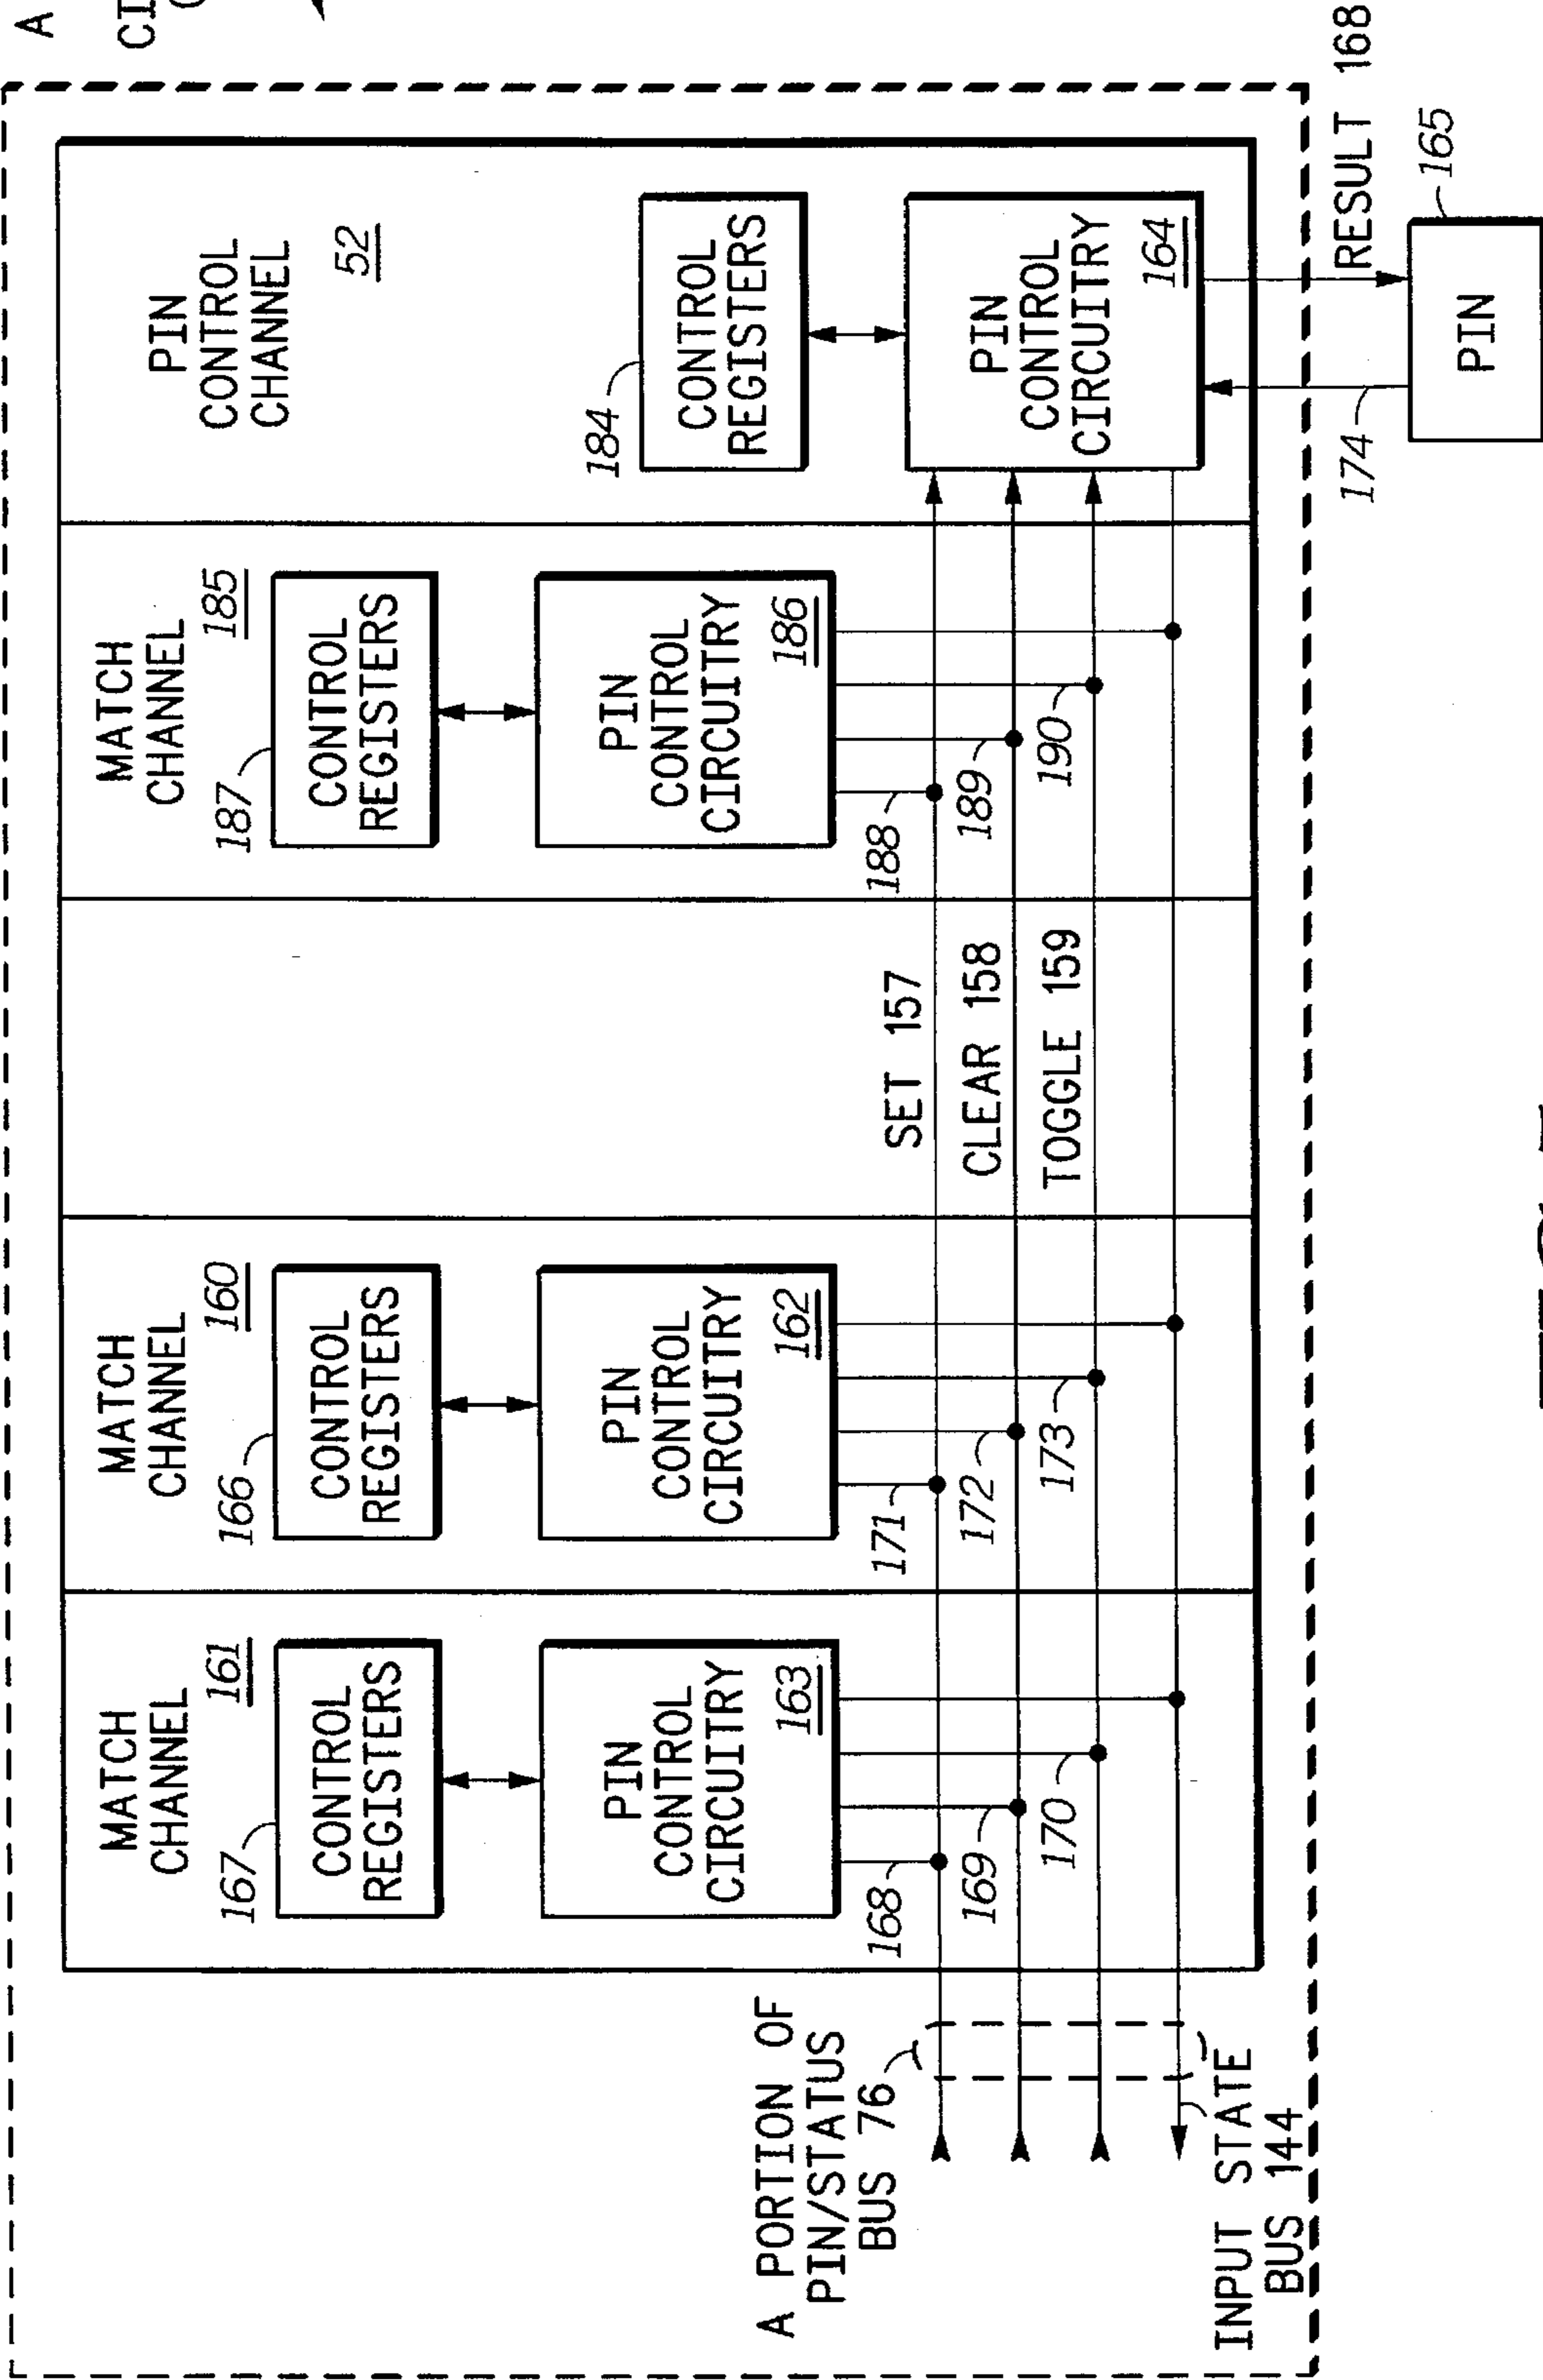 A
CI
(
MATCH
CHANNEL
161
167
CONTROL
REGISTERS
PIN
CONTROL
CIRCUITRY
163
168
169
170
MATCH
CHANNEL
160
166
CONTROL
REGISTERS
PIN
CONTROL
CIRCUITRY
162
171
172
173
SET 157
CLEAR 158
TOGGLE 159
MATCH
CHANNEL
185
187
CONTROL
REGISTERS
PIN
CONTROL
CIRCUITRY
186
188
189
190
PIN
CONTROL
CHANNEL
52
184
CONTROL
REGISTERS
PIN
CONTROL
CIRCUITRY
164
A PORTION OF
PIN/STATUS
BUS 76
INPUT STATE
BUS 144
174
RESULT 168
165
PIN